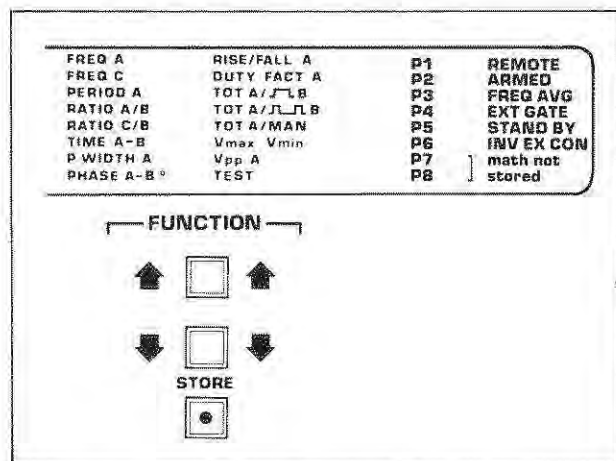 FREQ A RISE/FALL A P1 REMOTE
FREQ C DUTY FACT A P2 ARMED
PERIOD A TOT A/ B P3 FREQ AVG
RATIO A/B TOT A/ B P4 EXT GATE
RATIO C/B TOT A/MAN P5 STAND BY
TIME A-B Vmax Vmin P6 INV EX CON
P WIDTH A Vpp A P7 math not
PHASE A-B° TEST P8 stored
FUNCTION
STORE